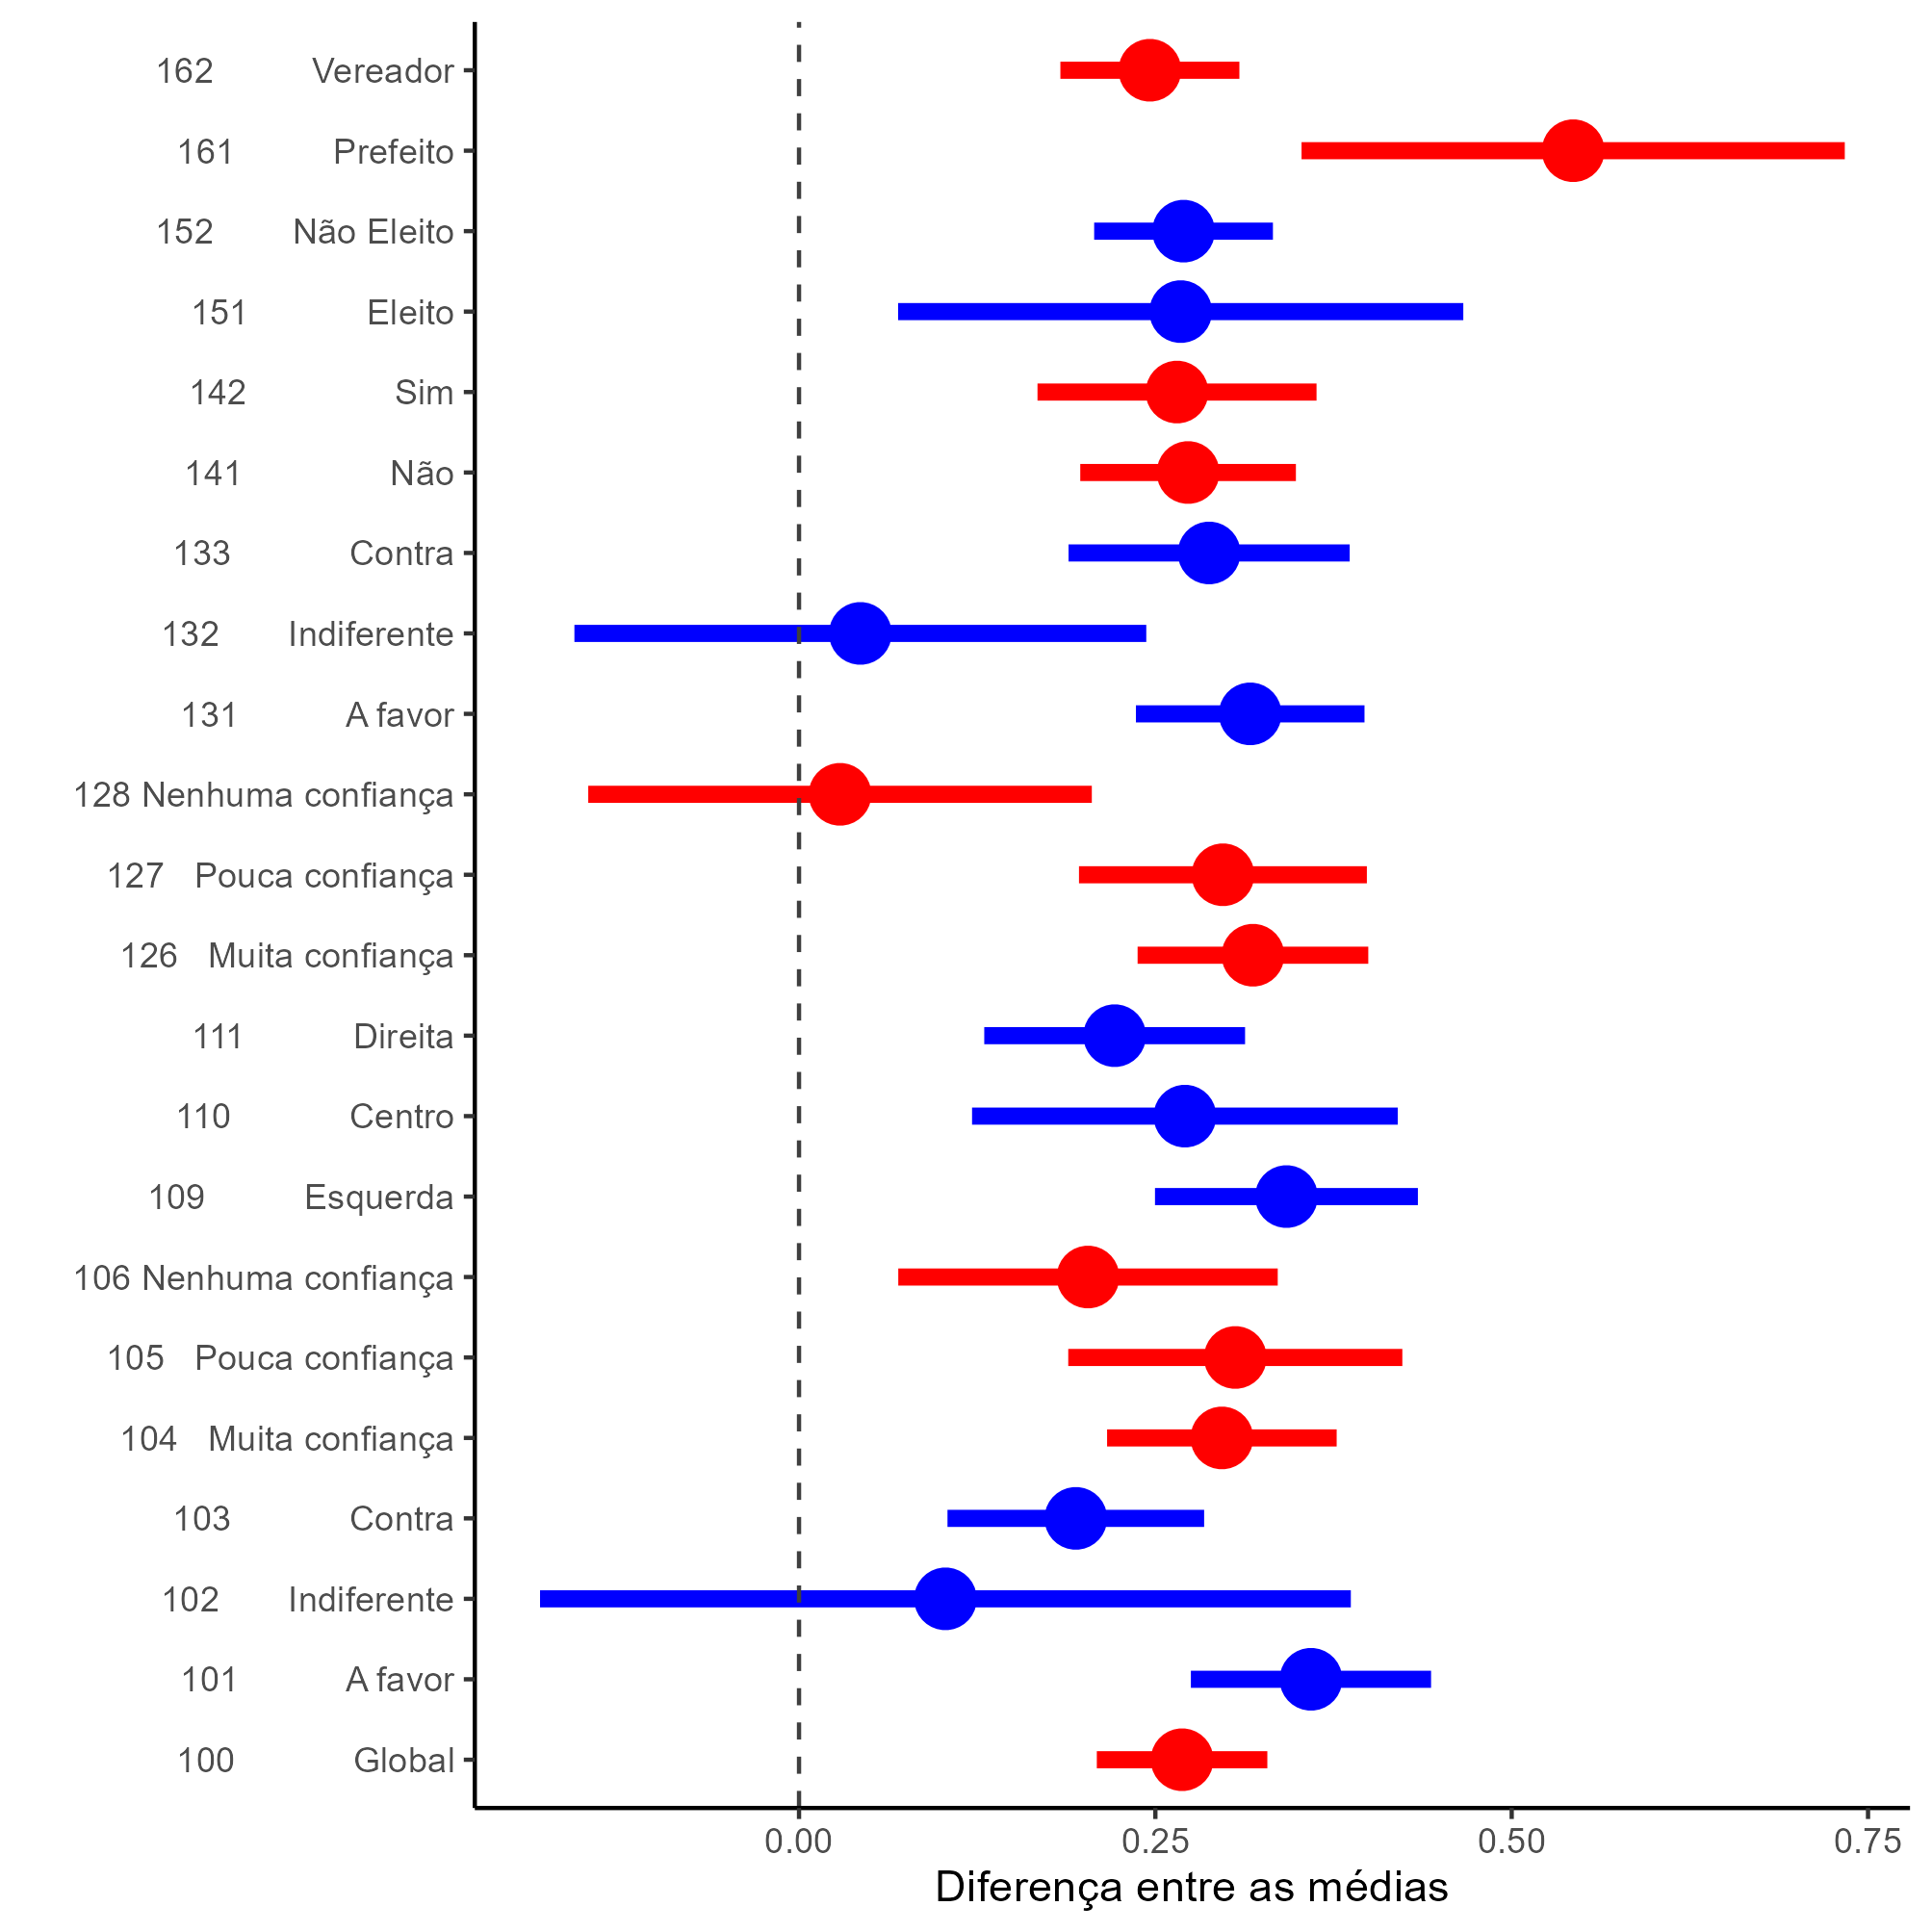 162 Vereador
161 Prefeito
152 Não Eleito
151 Eleito
142 Sim
141 Não
133 Contra
132 Indiferente
131 A favor
128 Nenhuma confiança
127 Pouca confiança
126 Muita confiança
111 Direita
110 Centro
109 Esquerda
106 Nenhuma confiança
105 Pouca confiança
104 Muita confiança
103 Contra
102 Indiferente
101 A favor
100 Global
0.00 0.25 0.50 0.75
Diferença entre as médias